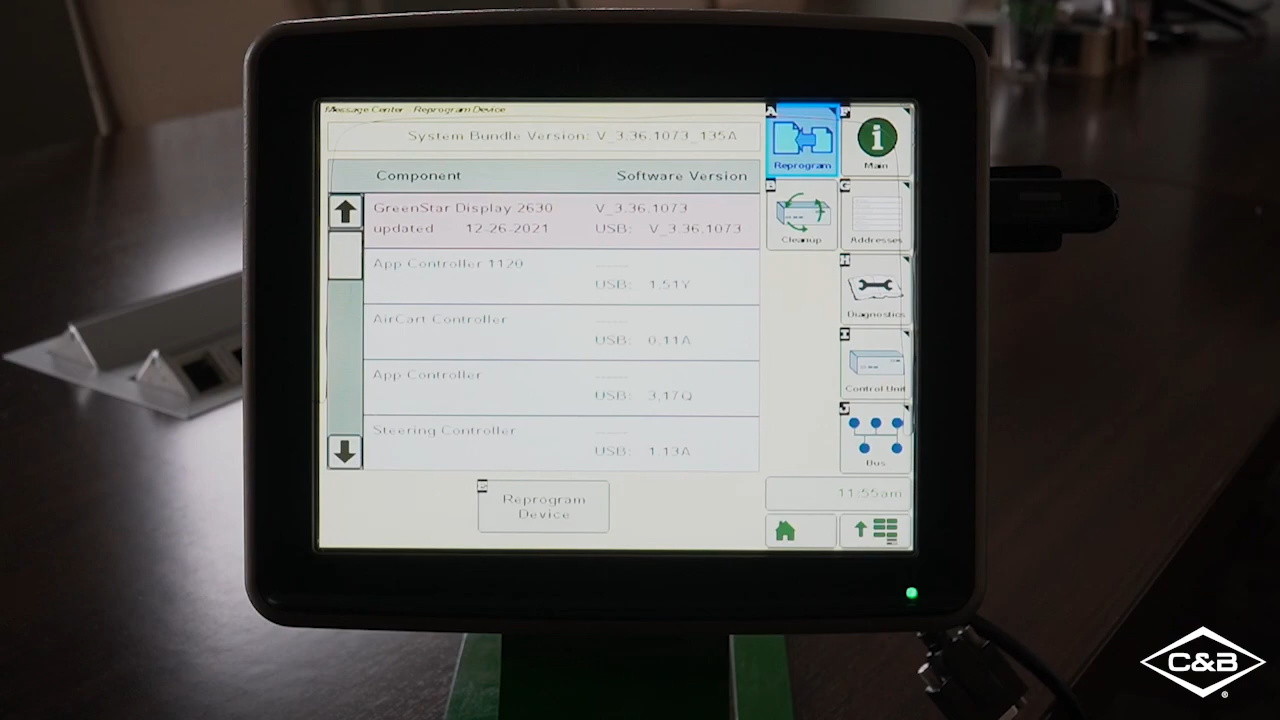 Message Center - Reprogram Device
System Bundle Version: V_3.36.1073_135A
Component Software Version
GreenStar Display 2630 V_3.36.1073
updated 12-26-2021 USB: V_3.36.1073
App Controller 1120 ------
USB: 1.51Y
AirCart Controller ------
USB: 0.11A
App Controller ------
USB: 3.17Q
Steering Controller ------
USB: 1.13A
Reprogram
Device
A
Reprogram
Cleanup
F
Main
G
Addresses
H
Diagnostics
I
Control Unit
J
Bus
11:55am
C&B
®